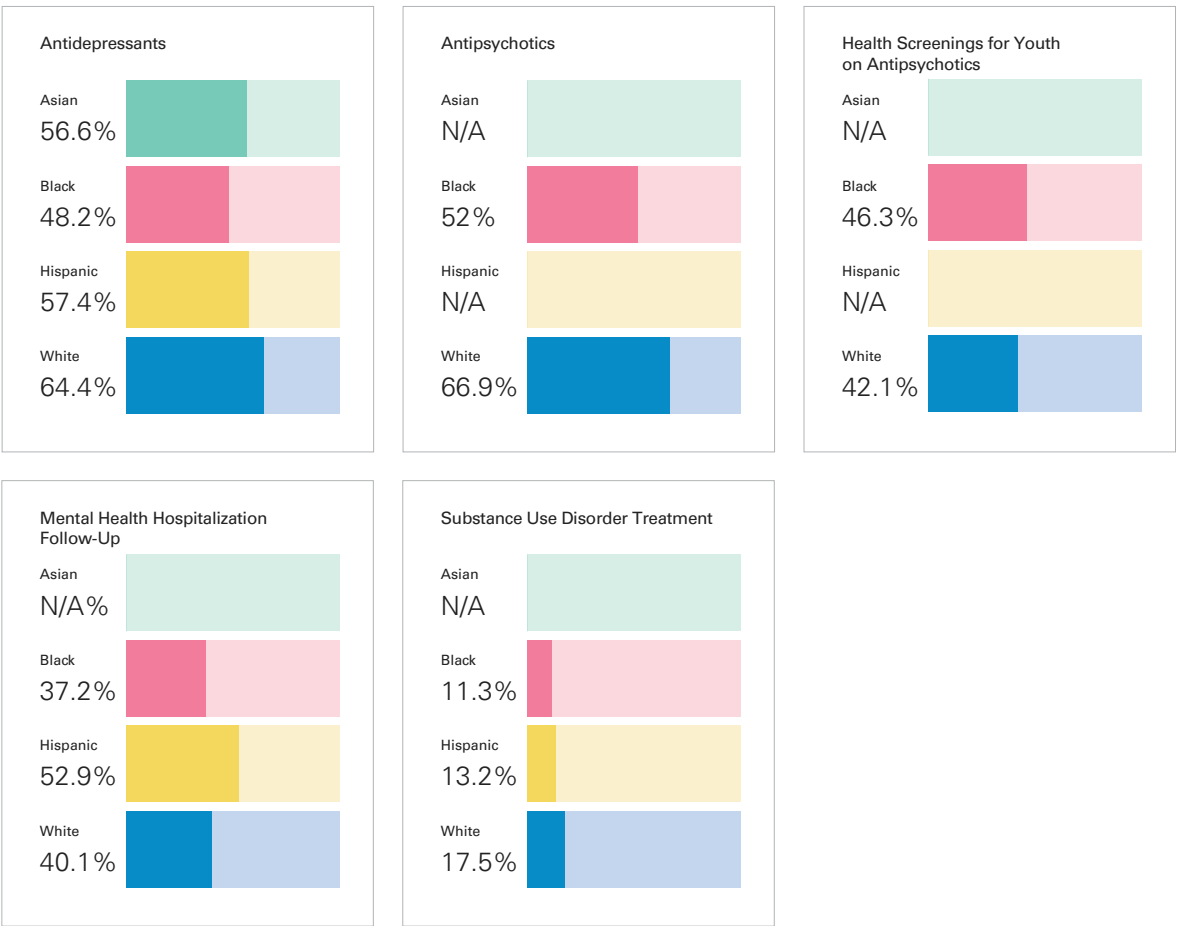 Antidepressants
Asian
56.6%
Black
48.2%
Hispanic
57.4%
White
64.4%
Antipsychotics
Asian
N/A
Black
52%
Hispanic
N/A
White
66.9%
Health Screenings for Youth
on Antipsychotics
Asian
N/A
Black
46.3%
Hispanic
N/A
White
42.1%
Mental Health Hospitalization
Follow-Up
Asian
N/A%
Black
37.2%
Hispanic
52.9%
White
40.1%
Substance Use Disorder Treatment
Asian
N/A
Black
11.3%
Hispanic
13.2%
White
17.5%